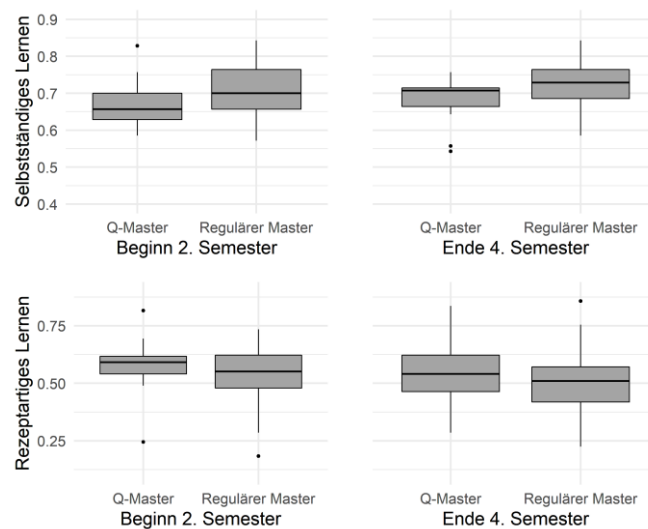 Selbstständiges Lernen
0.9
0.8
0.7
0.6
0.5
0.4
Q-Master Regulärer Master
Beginn 2. Semester
Q-Master Regulärer Master
Ende 4. Semester
Rezeptartiges Lernen
0.75
0.50
0.25
Q-Master Regulärer Master
Beginn 2. Semester
Q-Master Regulärer Master
Ende 4. Semester